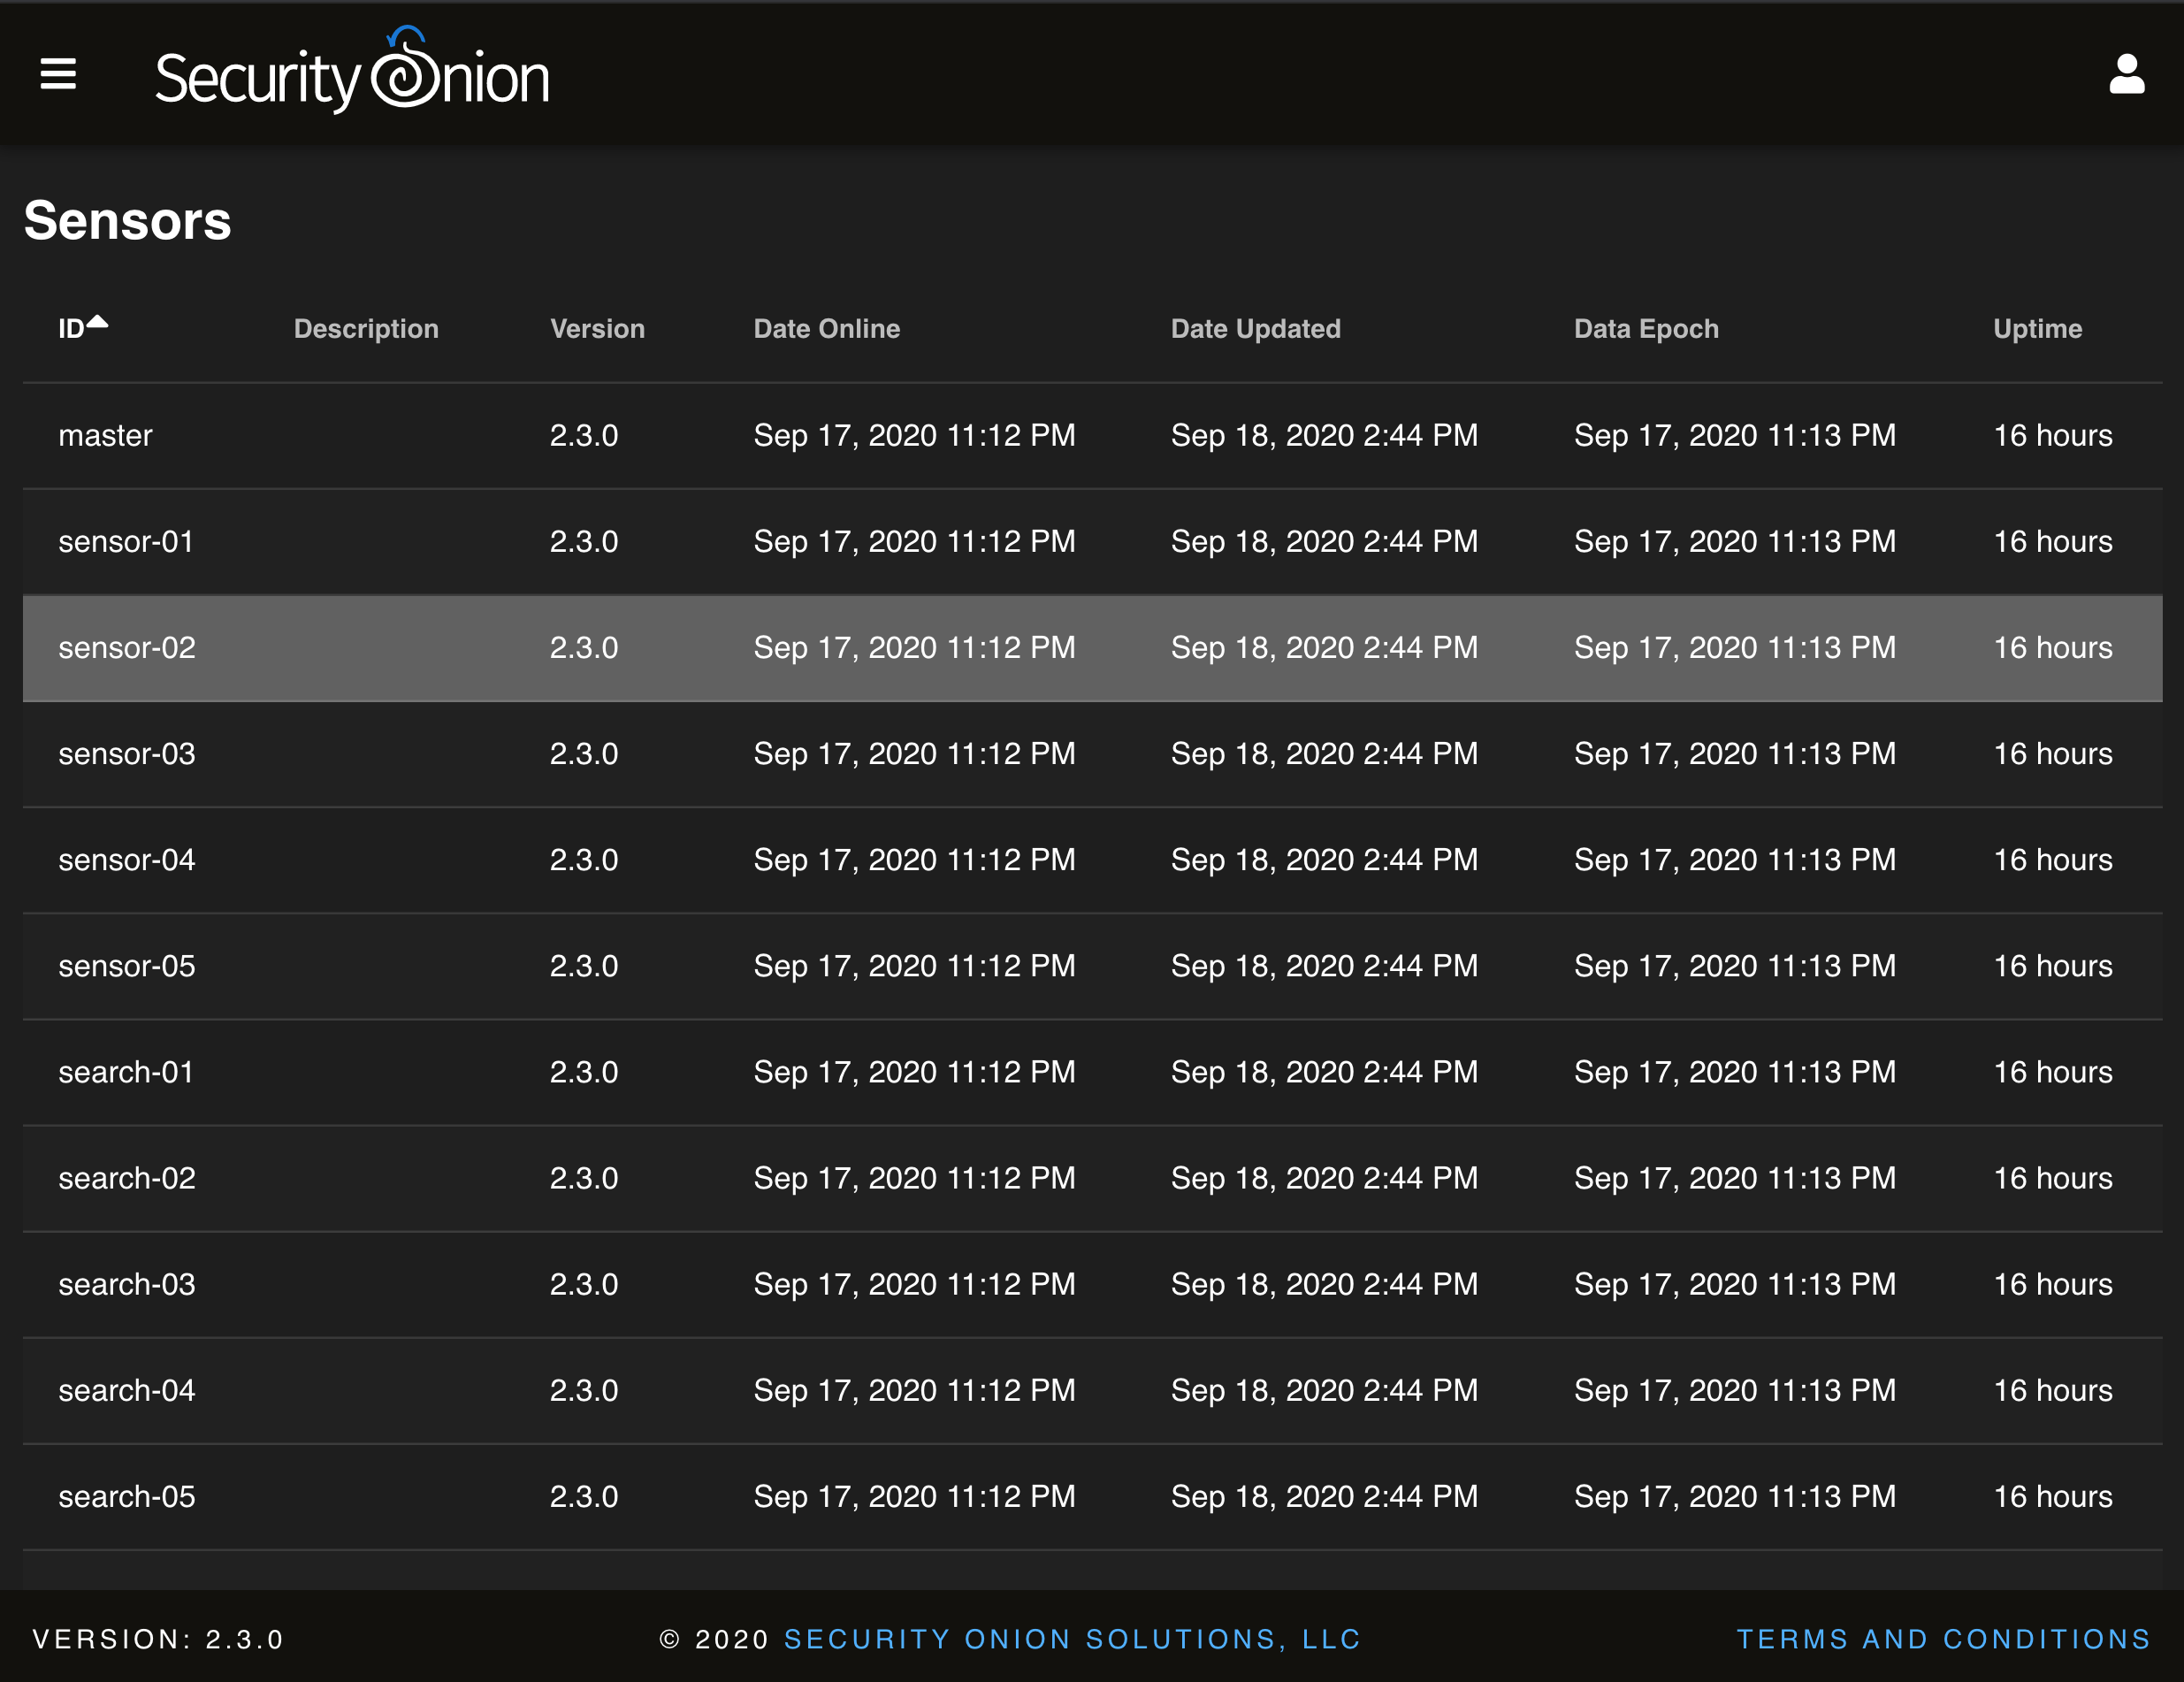 Security Onion
Sensors
ID Description Version Date Online Date Updated Data Epoch Uptime
master 2.3.0 Sep 17, 2020 11:12 PM Sep 18, 2020 2:44 PM Sep 17, 2020 11:13 PM 16 hours
sensor-01 2.3.0 Sep 17, 2020 11:12 PM Sep 18, 2020 2:44 PM Sep 17, 2020 11:13 PM 16 hours
sensor-02 2.3.0 Sep 17, 2020 11:12 PM Sep 18, 2020 2:44 PM Sep 17, 2020 11:13 PM 16 hours
sensor-03 2.3.0 Sep 17, 2020 11:12 PM Sep 18, 2020 2:44 PM Sep 17, 2020 11:13 PM 16 hours
sensor-04 2.3.0 Sep 17, 2020 11:12 PM Sep 18, 2020 2:44 PM Sep 17, 2020 11:13 PM 16 hours
sensor-05 2.3.0 Sep 17, 2020 11:12 PM Sep 18, 2020 2:44 PM Sep 17, 2020 11:13 PM 16 hours
search-01 2.3.0 Sep 17, 2020 11:12 PM Sep 18, 2020 2:44 PM Sep 17, 2020 11:13 PM 16 hours
search-02 2.3.0 Sep 17, 2020 11:12 PM Sep 18, 2020 2:44 PM Sep 17, 2020 11:13 PM 16 hours
search-03 2.3.0 Sep 17, 2020 11:12 PM Sep 18, 2020 2:44 PM Sep 17, 2020 11:13 PM 16 hours
search-04 2.3.0 Sep 17, 2020 11:12 PM Sep 18, 2020 2:44 PM Sep 17, 2020 11:13 PM 16 hours
search-05 2.3.0 Sep 17, 2020 11:12 PM Sep 18, 2020 2:44 PM Sep 17, 2020 11:13 PM 16 hours
VERSION: 2.3.0 © 2020 SECURITY ONION SOLUTIONS, LLC TERMS AND CONDITIONS